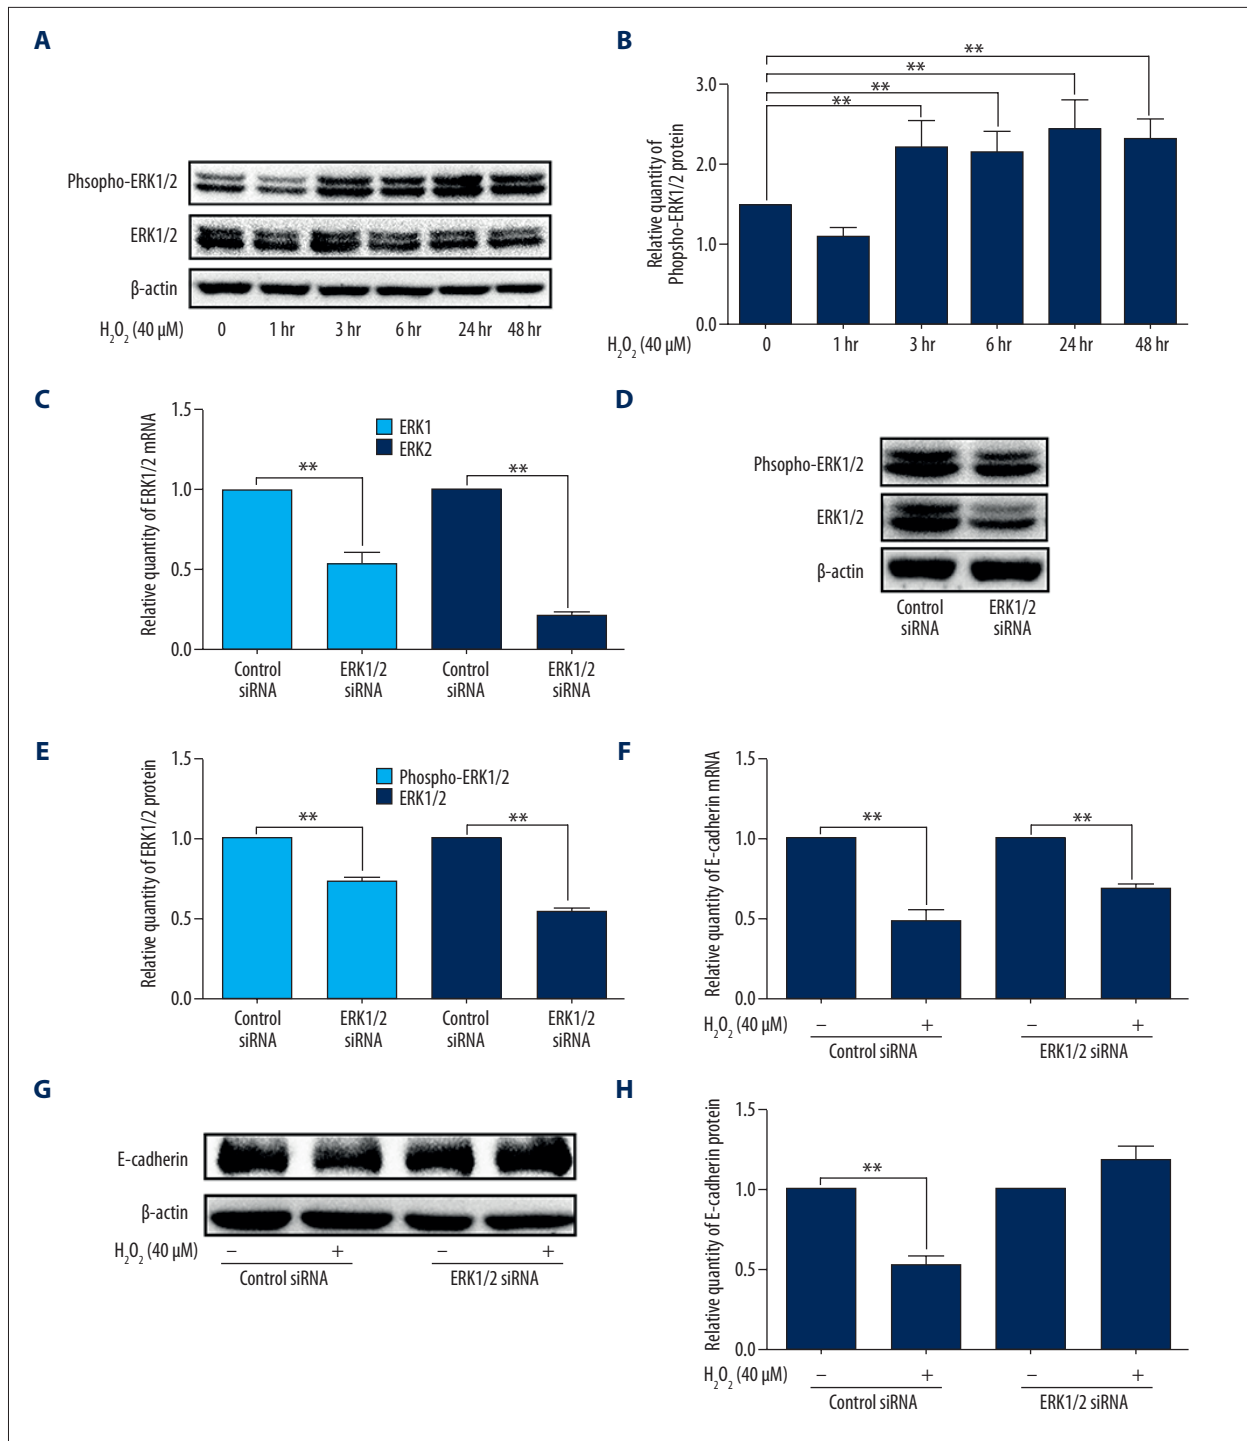 A
Phsopho-ERK1/2
ERK1/2
β-actin
H₂O₂ (40 μM) 0 1 hr 3 hr 6 hr 24 hr 48 hr
B
Relative quantity of
Phopsho-ERK1/2 protein
3.0
2.0
1.0
0.0
**
**
**
**
H₂O₂ (40 μM) 0 1 hr 3 hr 6 hr 24 hr 48 hr
C
Relative quantity of ERK1/2 mRNA
1.5
1.0
0.5
0.0
ERK1
ERK2
** **
Control ERK1/2 Control ERK1/2
siRNA siRNA siRNA siRNA
D
Phsopho-ERK1/2
ERK1/2
β-actin
Control ERK1/2
siRNA siRNA
E
Relative quantity of ERK1/2 protein
1.5
1.0
0.5
0.0
Phospho-ERK1/2
ERK1/2
** **
Control ERK1/2 Control ERK1/2
siRNA siRNA siRNA siRNA
F
Relative quantity of E-cadherin mRNA
1.5
1.0
0.5
0.0
** **
H₂O₂ (40 μM) – + – +
Control siRNA ERK1/2 siRNA
G
E-cadherin
β-actin
H₂O₂ (40 μM) – + – +
Control siRNA ERK1/2 siRNA
H
Relative quantity of E-cadherin protein
1.5
1.0
0.5
0.0
**
H₂O₂ (40 μM) – + – +
Control siRNA ERK1/2 siRNA